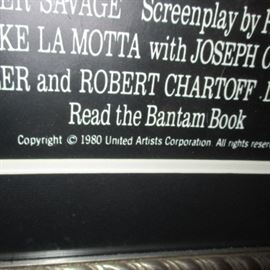 ER SAVAGE Screenplay by
KE LA MOTTA with JOSEPH
ER and ROBERT CHARTOFF
Read the Bantam Book
Copyright © 1980 United Artists Corporation. All rights